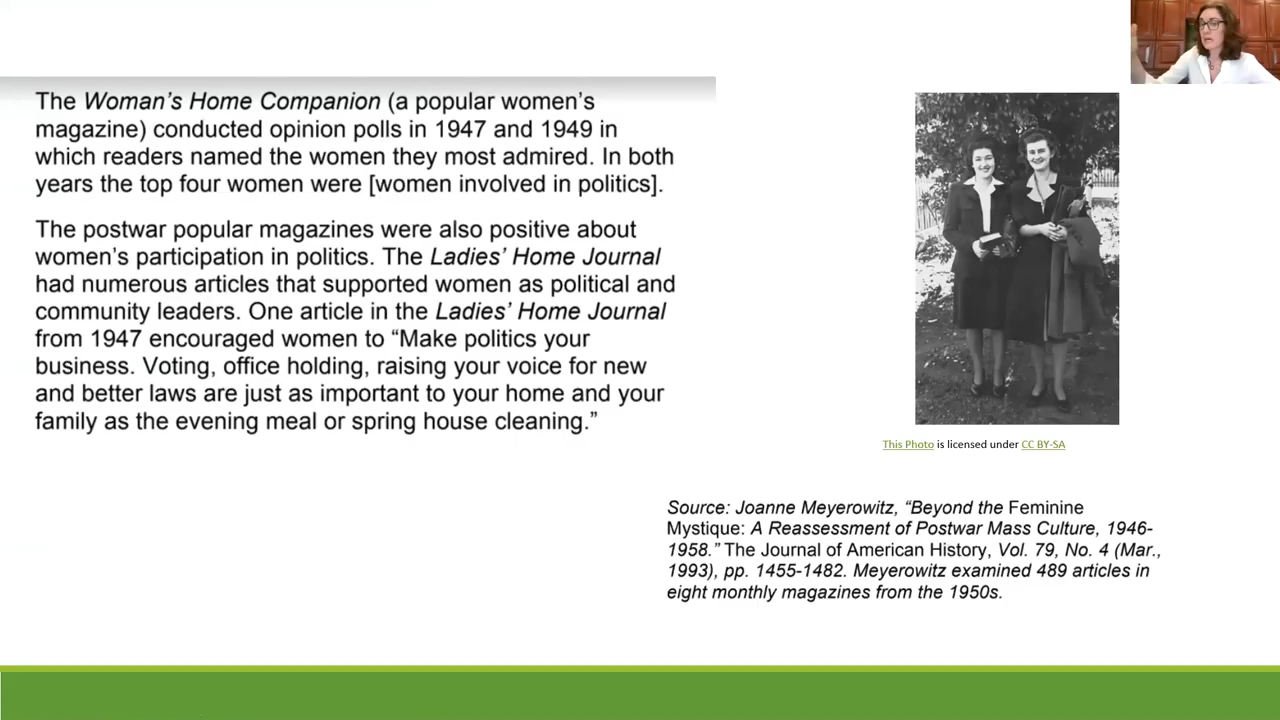 The Woman's Home Companion (a popular women's
magazine) conducted opinion polls in 1947 and 1949 in
which readers named the women they most admired. In both
years the top four women were [women involved in politics].
The postwar popular magazines were also positive about
women's participation in politics. The Ladies' Home Journal
had numerous articles that supported women as political and
community leaders. One article in the Ladies' Home Journal
from 1947 encouraged women to “Make politics your
business. Voting, office holding, raising your voice for new
and better laws are just as important to your home and your
family as the evening meal or spring house cleaning.”
This Photo is licensed under CC BY-SA
Source: Joanne Meyerowitz, “Beyond the Feminine
Mystique: A Reassessment of Postwar Mass Culture, 1946-
1958.” The Journal of American History, Vol. 79, No. 4 (Mar.,
1993), pp. 1455-1482. Meyerowitz examined 489 articles in
eight monthly magazines from the 1950s.